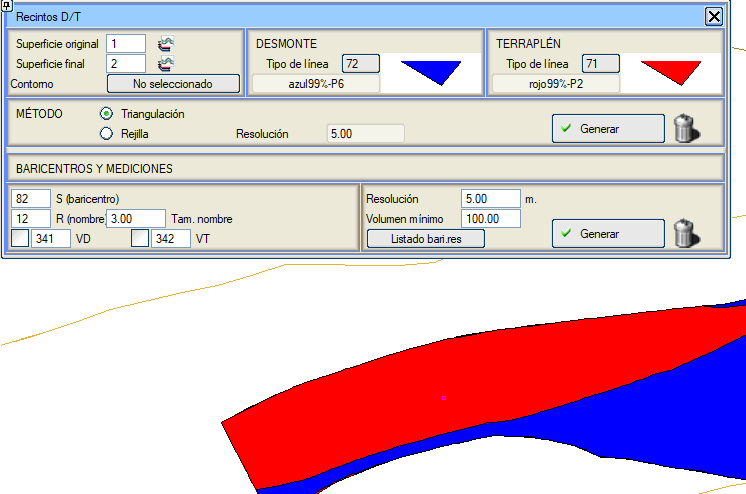 Recintos D/T
Superficie original 1
Superficie final 2
Contorno No seleccionado
DESMONTE
Tipo de línea 72
azul99%-P6
TERRAPLÉN
Tipo de línea 71
rojo99%-P2
MÉTODO Triangulación
Rejilla Resolución 5.00
Generar
BARICENTROS Y MEDICIONES
82 S (baricentro)
12 R (nombre) 3.00 Tam. nombre
341 VD 342 VT
Resolución 5.00 m.
Volumen mínimo 100.00
Listado bari.res
Generar